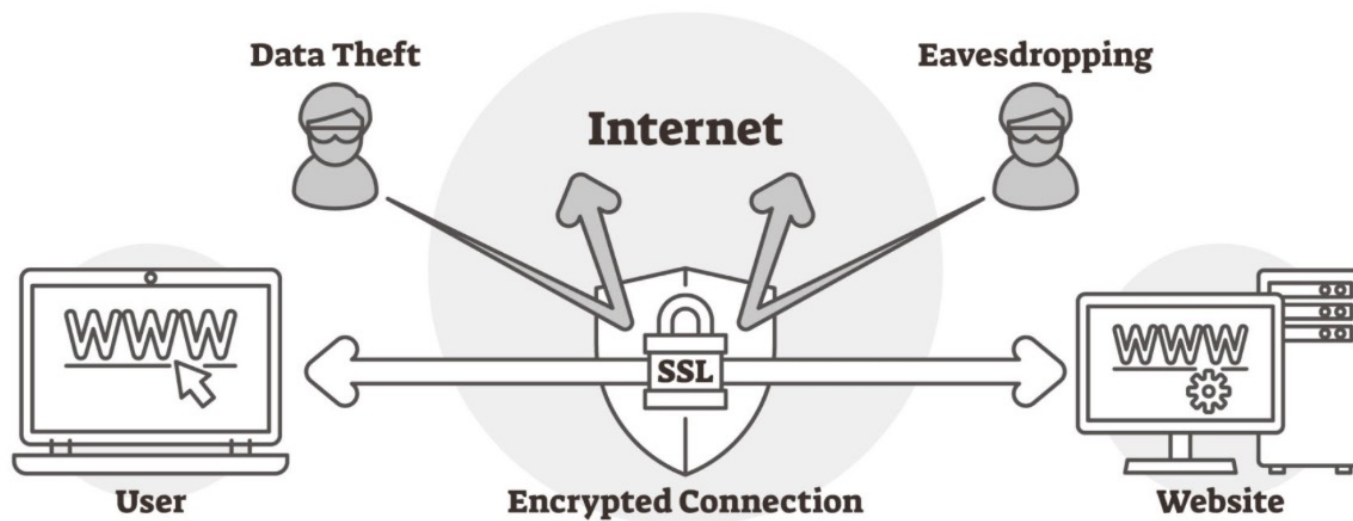 Data Theft
Eavesdropping
Internet
WWW
SSL
WWW
User
Encrypted Connection
Website